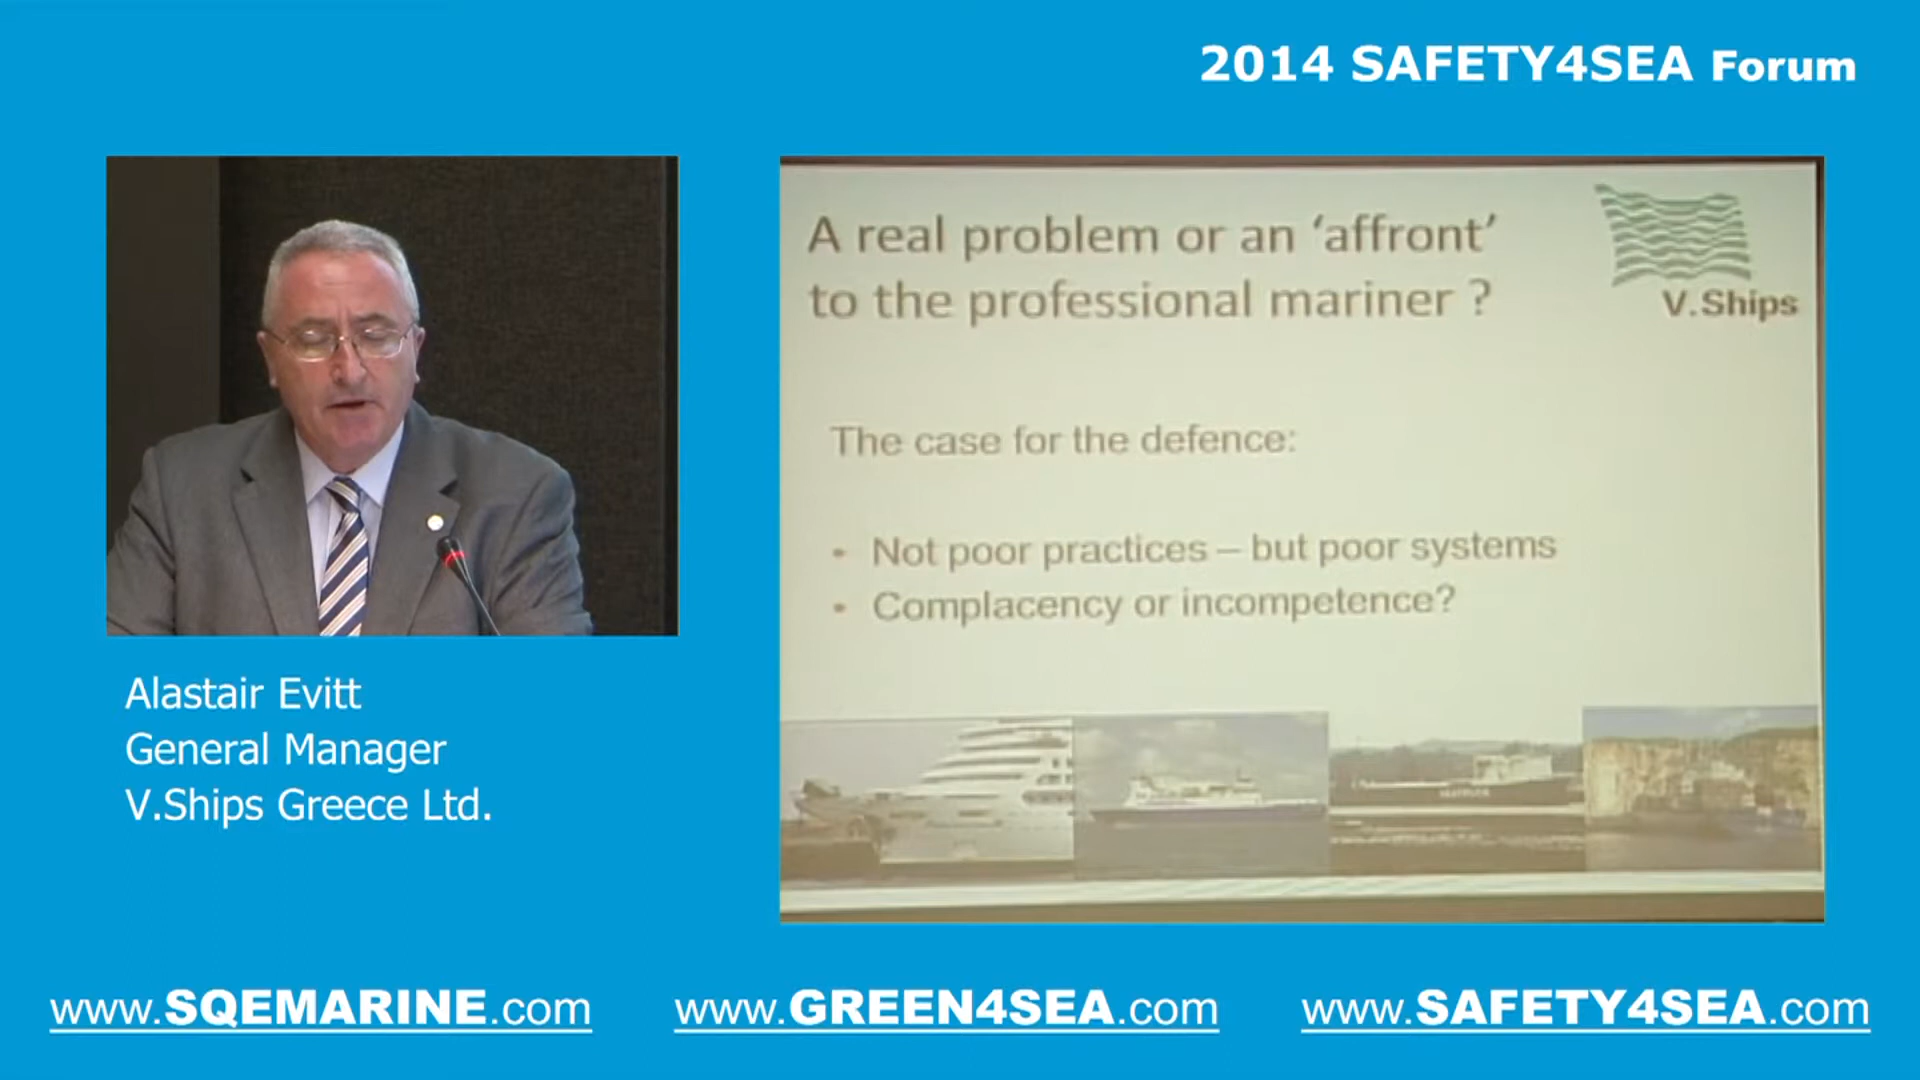 2014 SAFETY4SEA Forum
A real problem or an ‘affront’
to the professional mariner ?
V.Ships
The case for the defence:
• Not poor practices – but poor systems
• Complacency or incompetence?
Alastair Evitt
General Manager
V.Ships Greece Ltd.
www.SQEMARINE.com
www.GREEN4SEA.com
www.SAFETY4SEA.com